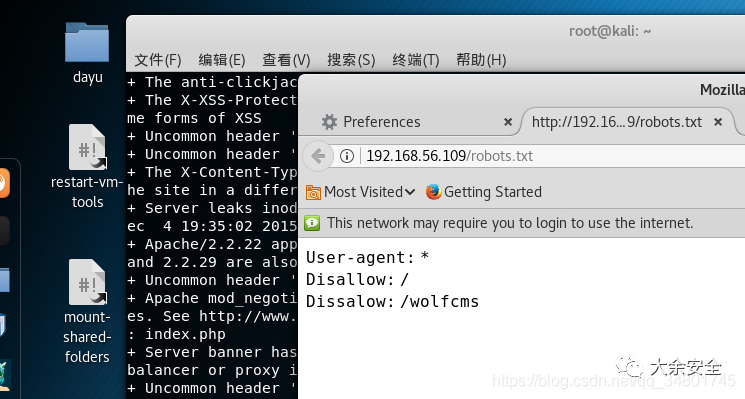 dayu
restart-vm-
tools
mount-
shared-
folders
root@kali: ~
文件(F) 编辑(E) 查看(V) 搜索(S) 终端(T) 帮助(H)
+ The anti-clickjac
+ The X-XSS-Protect
me forms of XSS
+ Uncommon header '
+ Uncommon header '
+ The X-Content-Typ
he site in a differ
+ Server leaks inod
ec  4 19:35:02 2015
+ Apache/2.2.22 app
and 2.2.29 are also
+ Uncommon header '
+ Apache mod_negoti
es. See http://www.
: index.php
+ Server banner has
balancer or proxy i
+ Uncommon header '
Mozilla
Preferences
http://192.16...9/robots.txt
192.168.56.109/robots.txt
Most Visited
Getting Started
This network may require you to login to use the internet.
User-agent: *
Disallow: /
Dissalow: /wolfcms
大余安全
https://blog.csdn.net/qq_34801745